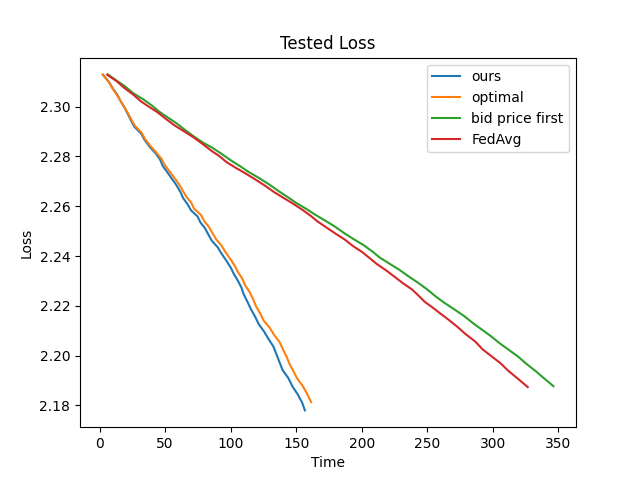 Tested Loss
ours
optimal
bid price first
FedAvg
2.30
2.28
2.26
2.24
2.22
2.20
2.18
Loss
0 50 100 150 200 250 300 350
Time